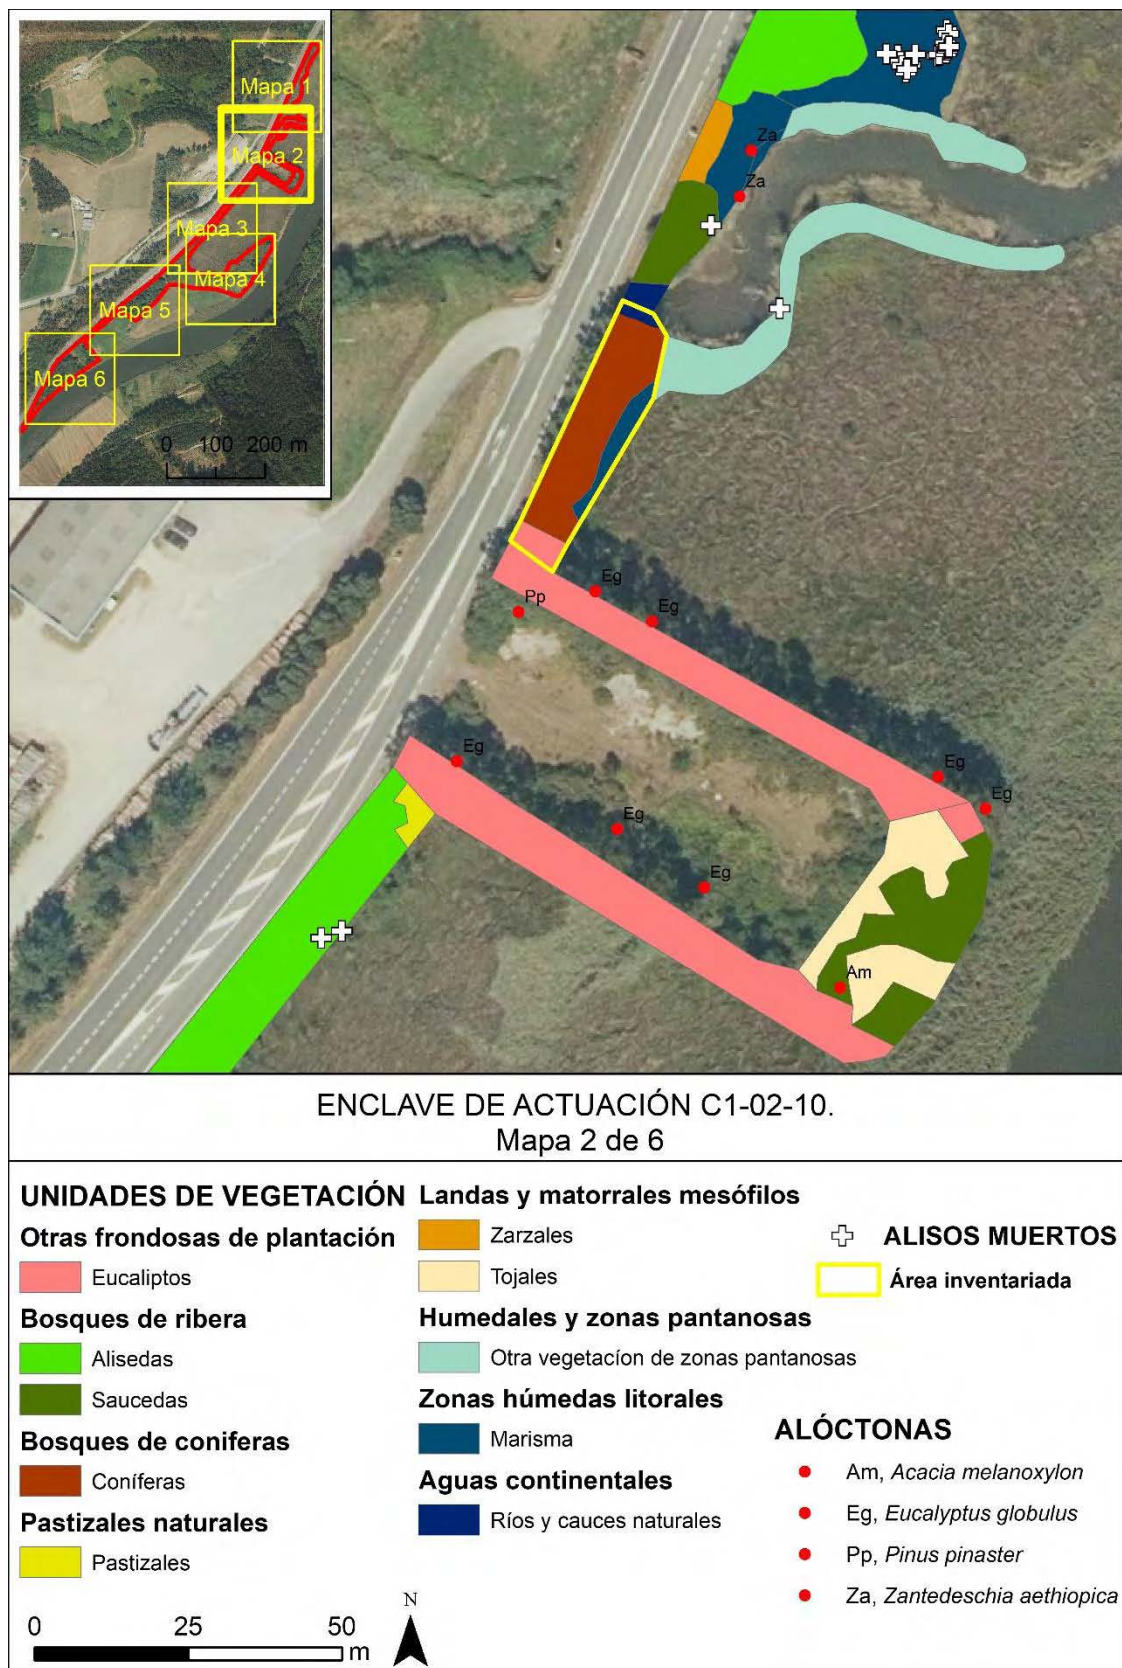 Mapa 1
Mapa 2
Mapa 3
Mapa 4
Mapa 5
Mapa 6
0 100 200 m
Za
Za
Eg
Pp
Eg
Eg
Eg
Eg
Eg
Eg
Am
ENCLAVE DE ACTUACIÓN C1-02-10.
Mapa 2 de 6
UNIDADES DE VEGETACIÓN
Otras frondosas de plantación
Eucaliptos
Bosques de ribera
Alisedas
Saucedas
Bosques de coniferas
Coníferas
Pastizales naturales
Pastizales
Landas y matorrales mesófilos
Zarzales
Tojales
Humedales y zonas pantanosas
Otra vegetacíon de zonas pantanosas
Zonas húmedas litorales
Marisma
Aguas continentales
Ríos y cauces naturales
ALISOS MUERTOS
Área inventariada
ALÓCTONAS
Am, Acacia melanoxylon
Eg, Eucalyptus globulus
Pp, Pinus pinaster
Za, Zantedeschia aethiopica
0 25 50
m
N